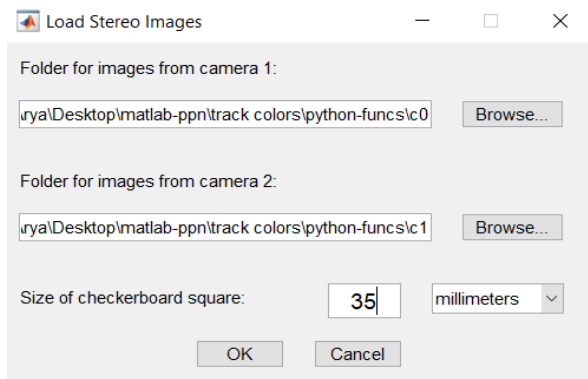 Load Stereo Images
Folder for images from camera 1:
\rya\Desktop\matlab-ppn\track colors\python-funcs\c0
Browse...
Folder for images from camera 2:
\rya\Desktop\matlab-ppn\track colors\python-funcs\c1
Browse...
Size of checkerboard square:
35
millimeters
OK
Cancel